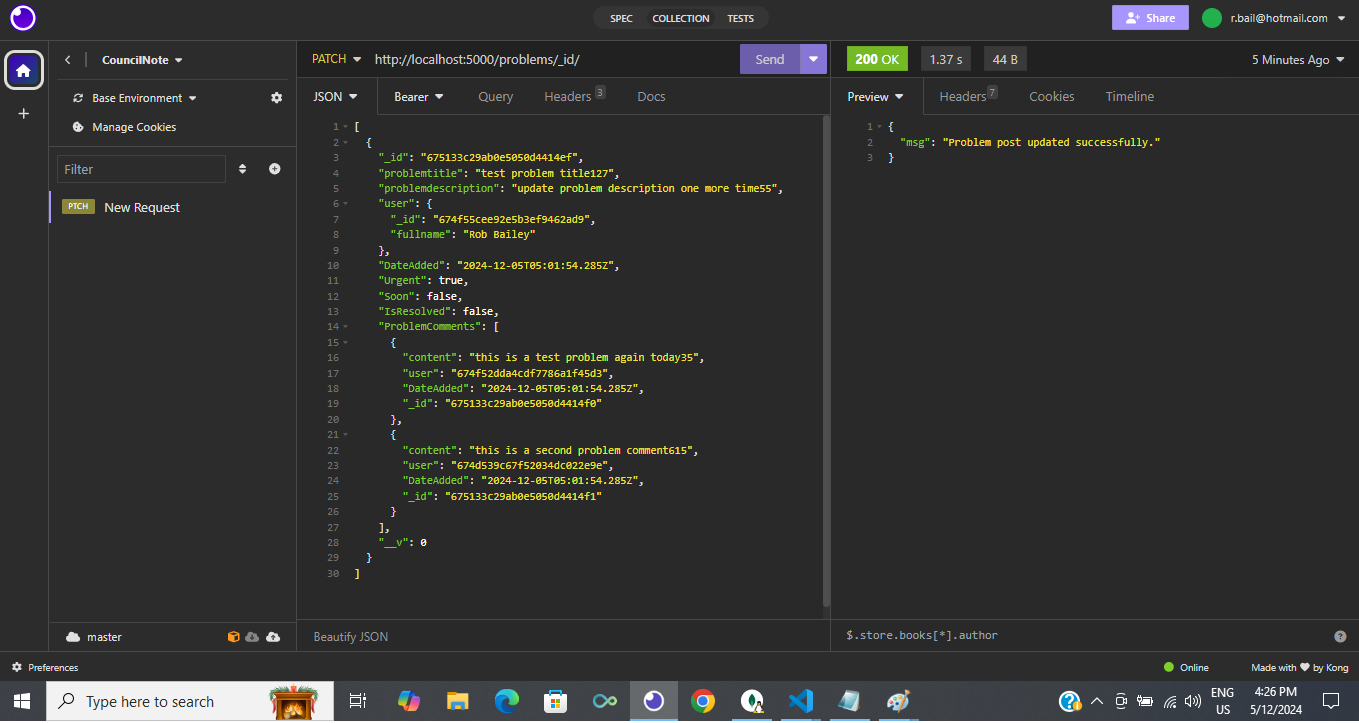 SPEC COLLECTION TESTS
Share
r.bail@hotmail.com
CouncilNote
Base Environment
Manage Cookies
Filter
PTCH New Request
master
PATCH http://localhost:5000/problems/_id/
Send
JSON Bearer Query Headers 3 Docs
1 [
2 {
3 "_id": "675133c29ab0e5050d4414ef",
4 "problemtitle": "test problem title127",
5 "problemdescription": "update problem description one more time55",
6 "user": {
7 "_id": "674f55cee92e5b3ef9462ad9",
8 "fullname": "Rob Bailey"
9 },
10 "DateAdded": "2024-12-05T05:01:54.285Z",
11 "Urgent": true,
12 "Soon": false,
13 "IsResolved": false,
14 "ProblemComments": [
15 {
16 "content": "this is a test problem again today35",
17 "user": "674f52dda4cdf7786a1f45d3",
18 "DateAdded": "2024-12-05T05:01:54.285Z",
19 "_id": "675133c29ab0e5050d4414f0"
20 },
21 {
22 "content": "this is a second problem comment615",
23 "user": "674d539c67f52034dc022e9e",
24 "DateAdded": "2024-12-05T05:01:54.285Z",
25 "_id": "675133c29ab0e5050d4414f1"
26 }
27 ],
28 "__v": 0
29 }
30 ]
Beautify JSON
200 OK 1.37 s 44 B 5 Minutes Ago
Preview Headers 7 Cookies Timeline
1 {
2 "msg": "Problem post updated successfully."
3 }
$.store.books[*].author
Preferences
Online
Made with by Kong
Type here to search
ENG
US
4:26 PM
5/12/2024